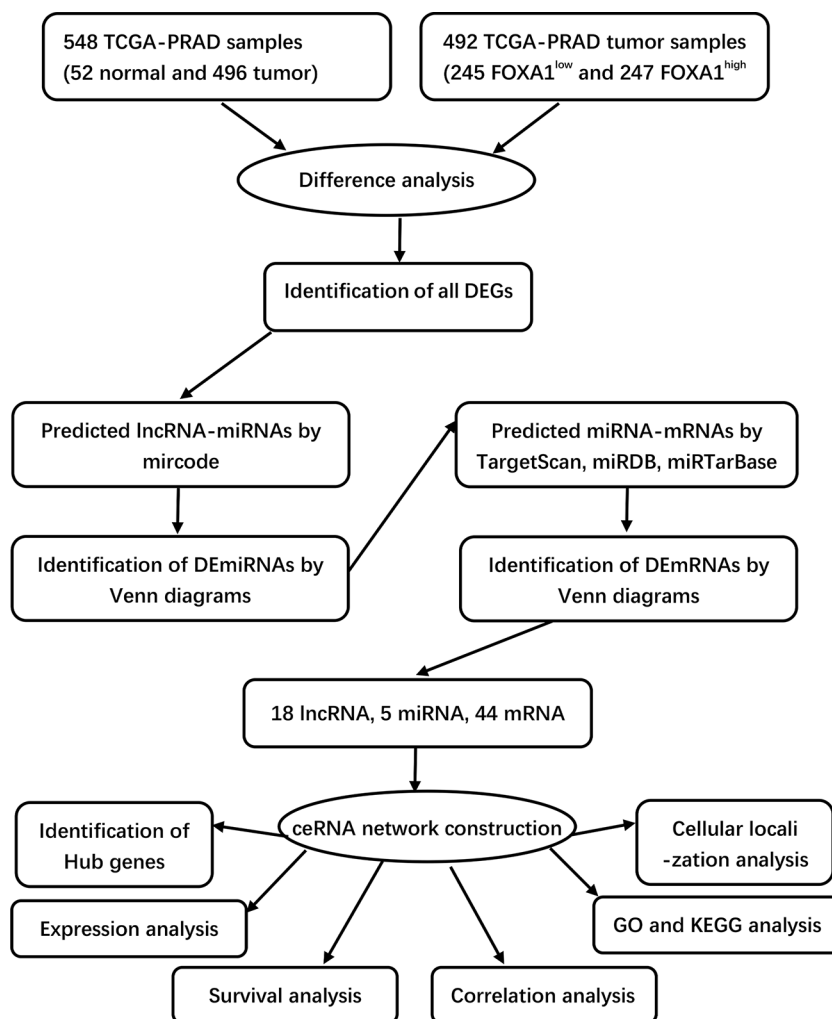 548 TCGA-PRAD samples
(52 normal and 496 tumor)
492 TCGA-PRAD tumor samples
(245 FOXA1low and 247 FOXA1high
Difference analysis
Identification of all DEGs
Predicted lncRNA-miRNAs by
mircode
Predicted miRNA-mRNAs by
TargetScan, miRDB, miRTarBase
Identification of DEmiRNAs by
Venn diagrams
Identification of DEmRNAs by
Venn diagrams
18 lncRNA, 5 miRNA, 44 mRNA
ceRNA network construction
Identification of
Hub genes
Cellular locali
-zation analysis
Expression analysis
GO and KEGG analysis
Survival analysis
Correlation analysis